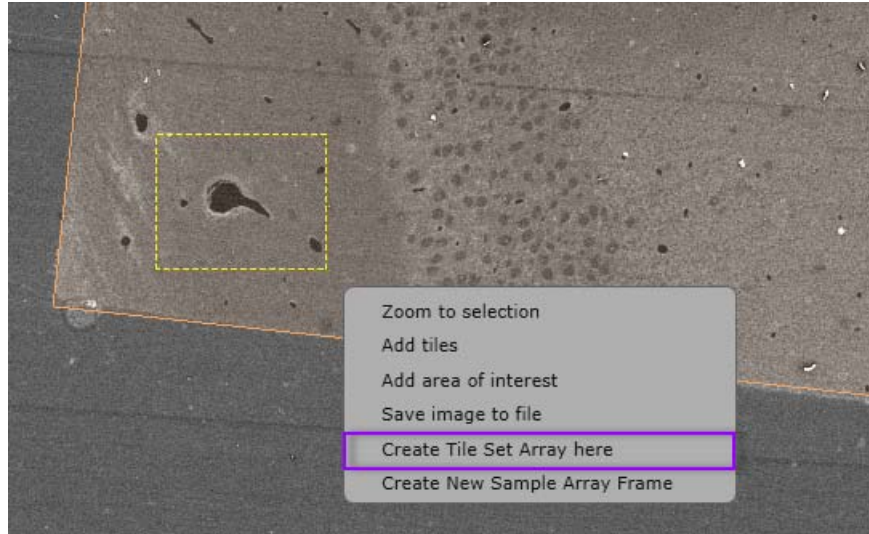 Zoom to selection
Add tiles
Add area of interest
Save image to file
Create Tile Set Array here
Create New Sample Array Frame